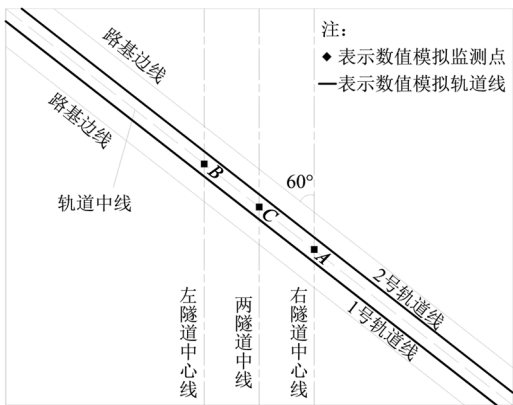 注：
◆表示数值模拟监测点
—表示数值模拟轨道线
路基边线
路基边线
轨道中线
B
C
A
60°
2号轨道线
1号轨道线
左隧道中心线
两隧道中线
右隧道中心线